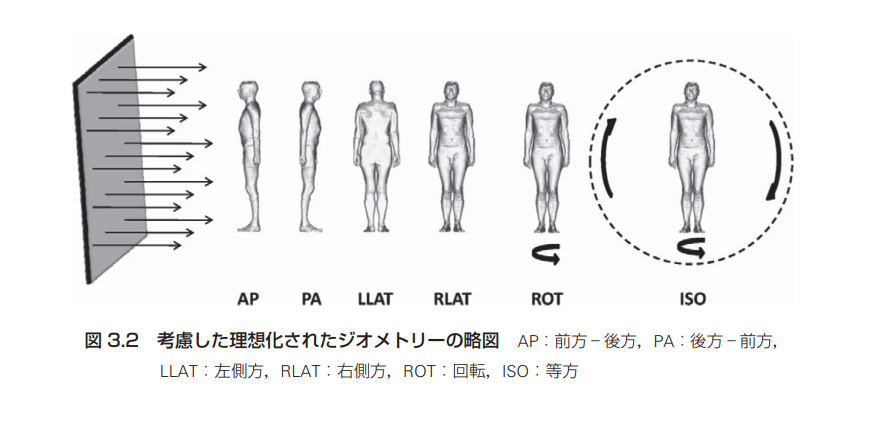 AP PA LLAT RLAT ROT ISO
図 3.2 考慮した理想化されたジオメトリーの略図 AP：前方－後方，PA：後方－前方，
LLAT：左側方，RLAT：右側方，ROT：回転，ISO：等方